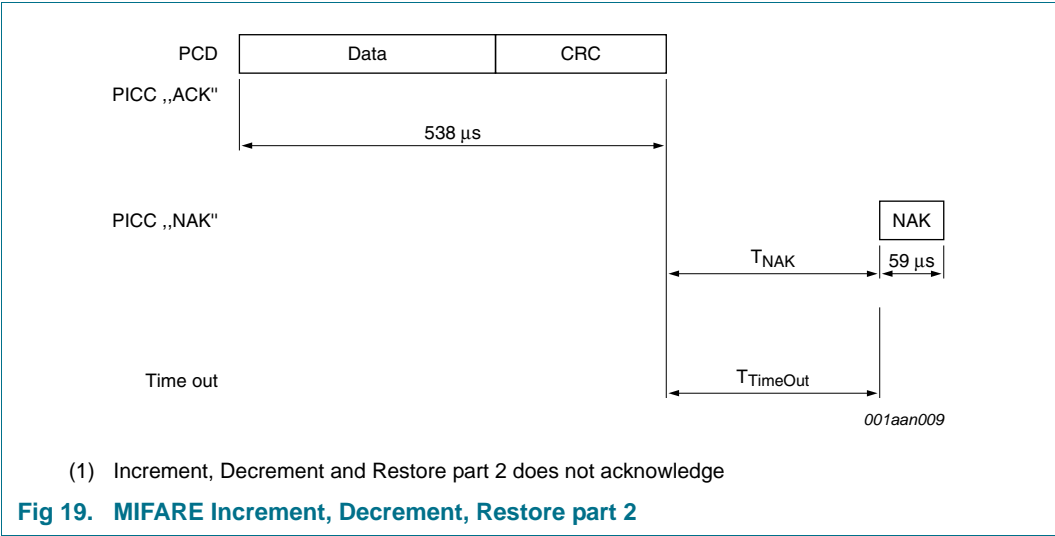 PCD Data CRC
PICC ,,ACK"
538 μs
PICC ,,NAK" NAK
TNAK 59 μs
Time out TTimeOut
001aan009
(1) Increment, Decrement and Restore part 2 does not acknowledge
Fig 19. MIFARE Increment, Decrement, Restore part 2